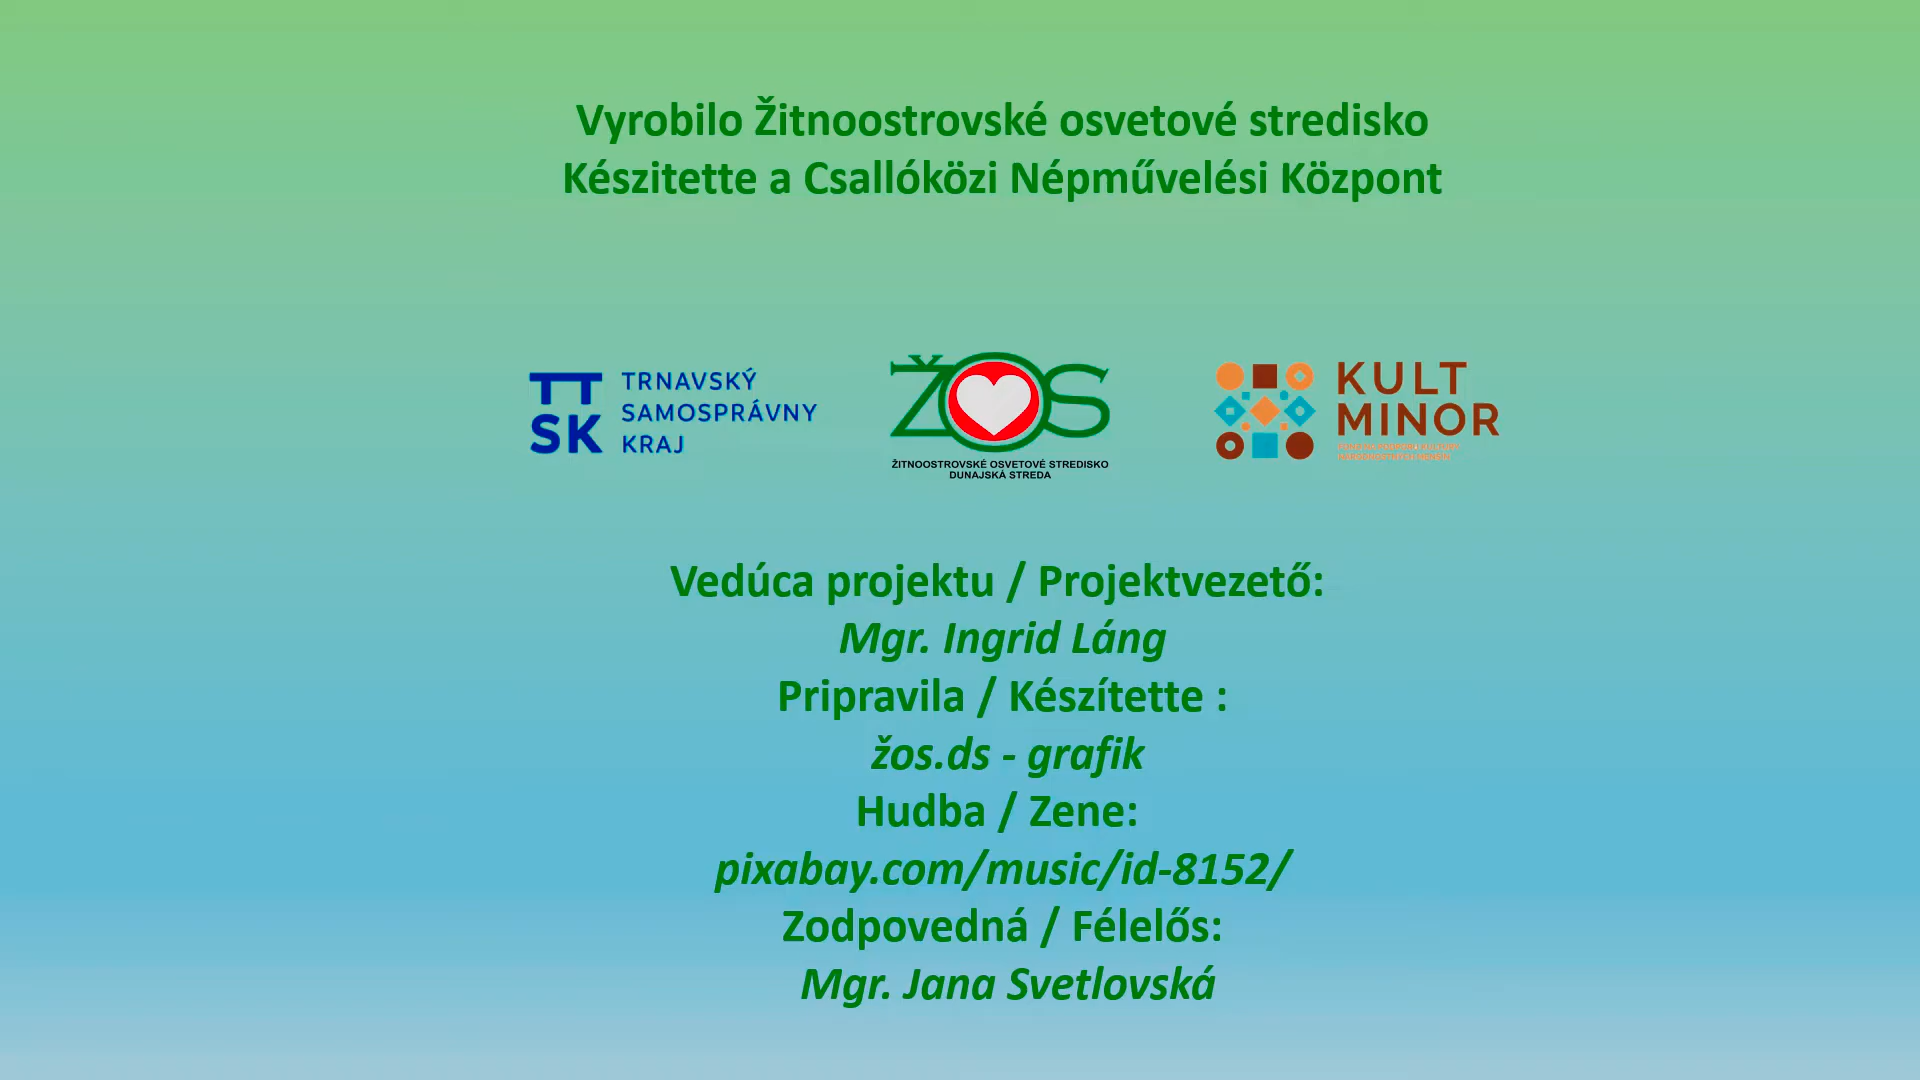 Vyrobilo Žitnoostrovské osvetové stredisko
Készitette a Csallóközi Népművelési Központ
TTSK TRNAVSKÝ
SAMOSPRÁVNY
KRAJ
ŽOS
ŽITNOOSTROVSKÉ OSVETOVÉ STREDISKO
DUNAJSKÁ STREDA
KULT
MINOR
Vedúca projektu / Projektvezető:
Mgr. Ingrid Láng
Pripravila / Készítette :
žos.ds - grafik
Hudba / Zene:
pixabay.com/music/id-8152/
Zodpovedná / Félelős:
Mgr. Jana Svetlovská